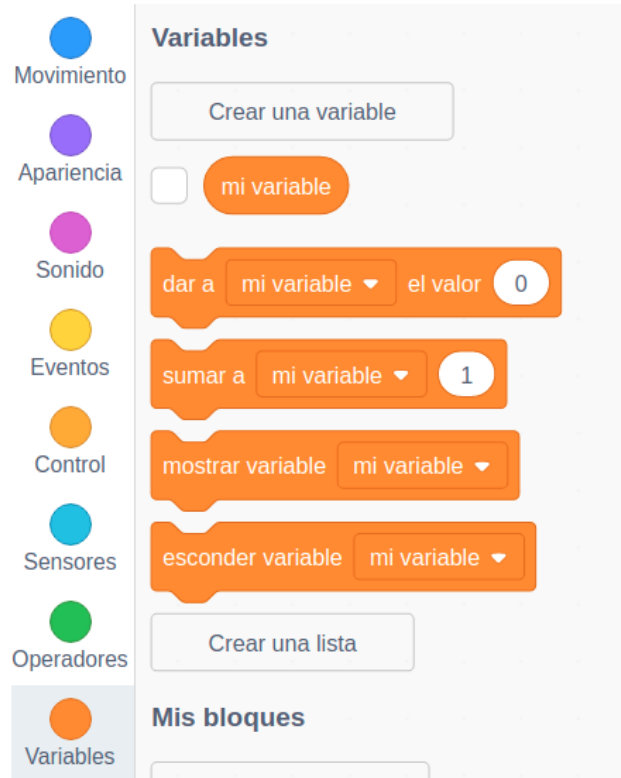 Movimiento
Apariencia
Sonido
Eventos
Control
Sensores
Operadores
Variables
Variables
Crear una variable
mi variable
dar a mi variable el valor 0
sumar a mi variable 1
mostrar variable mi variable
esconder variable mi variable
Crear una lista
Mis bloques